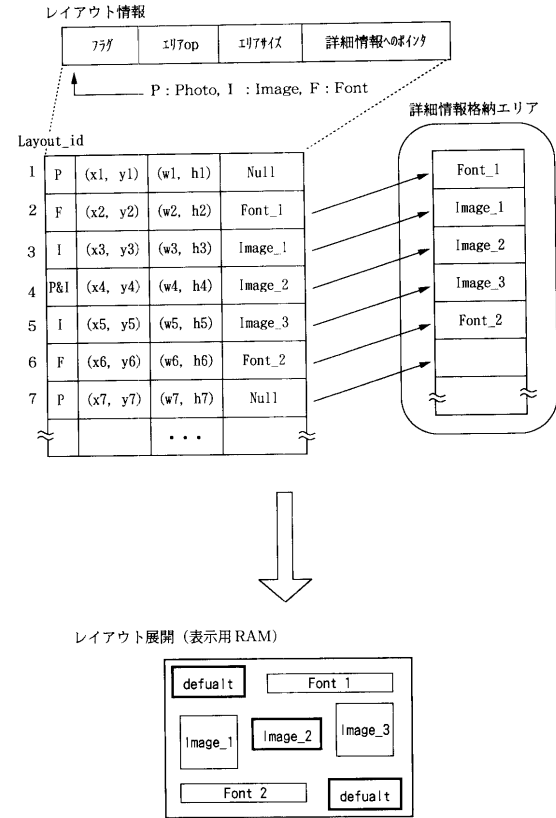 レイアウト情報
フラグ エリアop エリアサイズ 詳細情報へのポインタ
P : Photo, I : Image, F : Font
詳細情報格納エリア
Layout_id
1 P (x1, y1) (w1, h1) Null
2 F (x2, y2) (w2, h2) Font_1
3 I (x3, y3) (w3, h3) Image_1
4 P&I (x4, y4) (w4, h4) Image_2
5 I (x5, y5) (w5, h5) Image_3
6 F (x6, y6) (w6, h6) Font_2
7 P (x7, y7) (w7, h7) Null
...
Font_1
Image_1
Image_2
Image_3
Font_2
レイアウト展開（表示用RAM）
defualt
Font 1
Image_1
Image_2
Image_3
Font 2
defualt